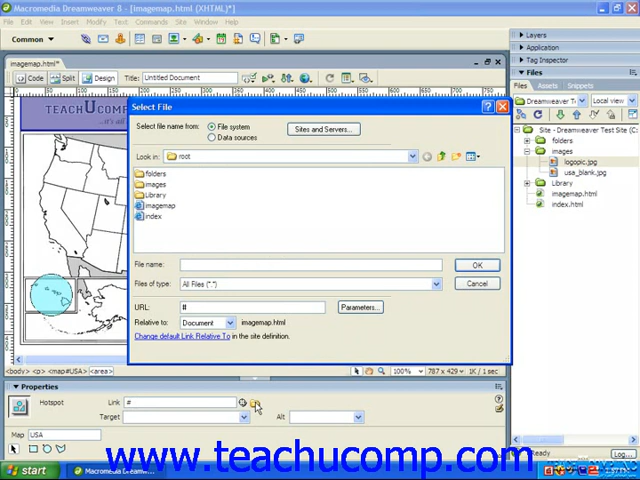 Macromedia Dreamweaver 8 - [imagemap.html (XHTML)*]
File Edit View Insert Modify Text Commands Site Window Help
Common
imagemap.html*
Code Split Design Title: Untitled Document
TEACHUCOMP
Select File
Select file name from: File system
Data sources
Sites and Servers...
Look in: root
folders
images
Library
imagemap
index
File name:
OK
Files of type: All Files (*.*)
Cancel
URL: #
Parameters...
Relative to: Document imagemap.html
Change default Link Relative To in the site definition.
Layers
Application
Tag Inspector
Files
Files Assets Snippets
Dreamweaver T Local view
Site - Dreamweaver Test Site (C:
folders
images
logopic.jpg
usa_blank.jpg
Library
imagemap.html
index.html
<body> <p> <map#USA> <area>
100% 787 x 429 1K / 1 sec
Properties
Hotspot Link #
Target Alt
Map USA
Ready Log...
www.teachucomp.com
start Macromedia Dreamwea...